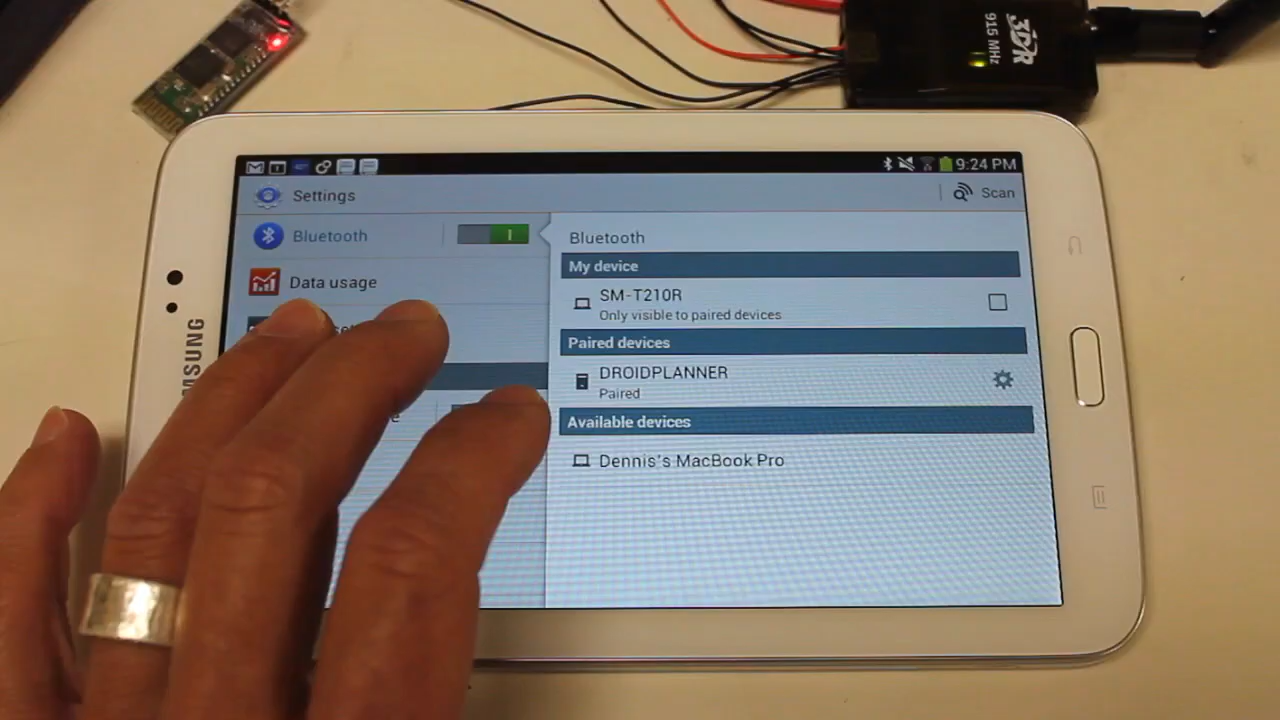 3DR
915 MHz
9:24 PM
Settings
Scan
Bluetooth
Data usage
Bluetooth
My device
SM-T210R
Only visible to paired devices
Paired devices
DROIDPLANNER
Paired
Available devices
Dennis's MacBook Pro